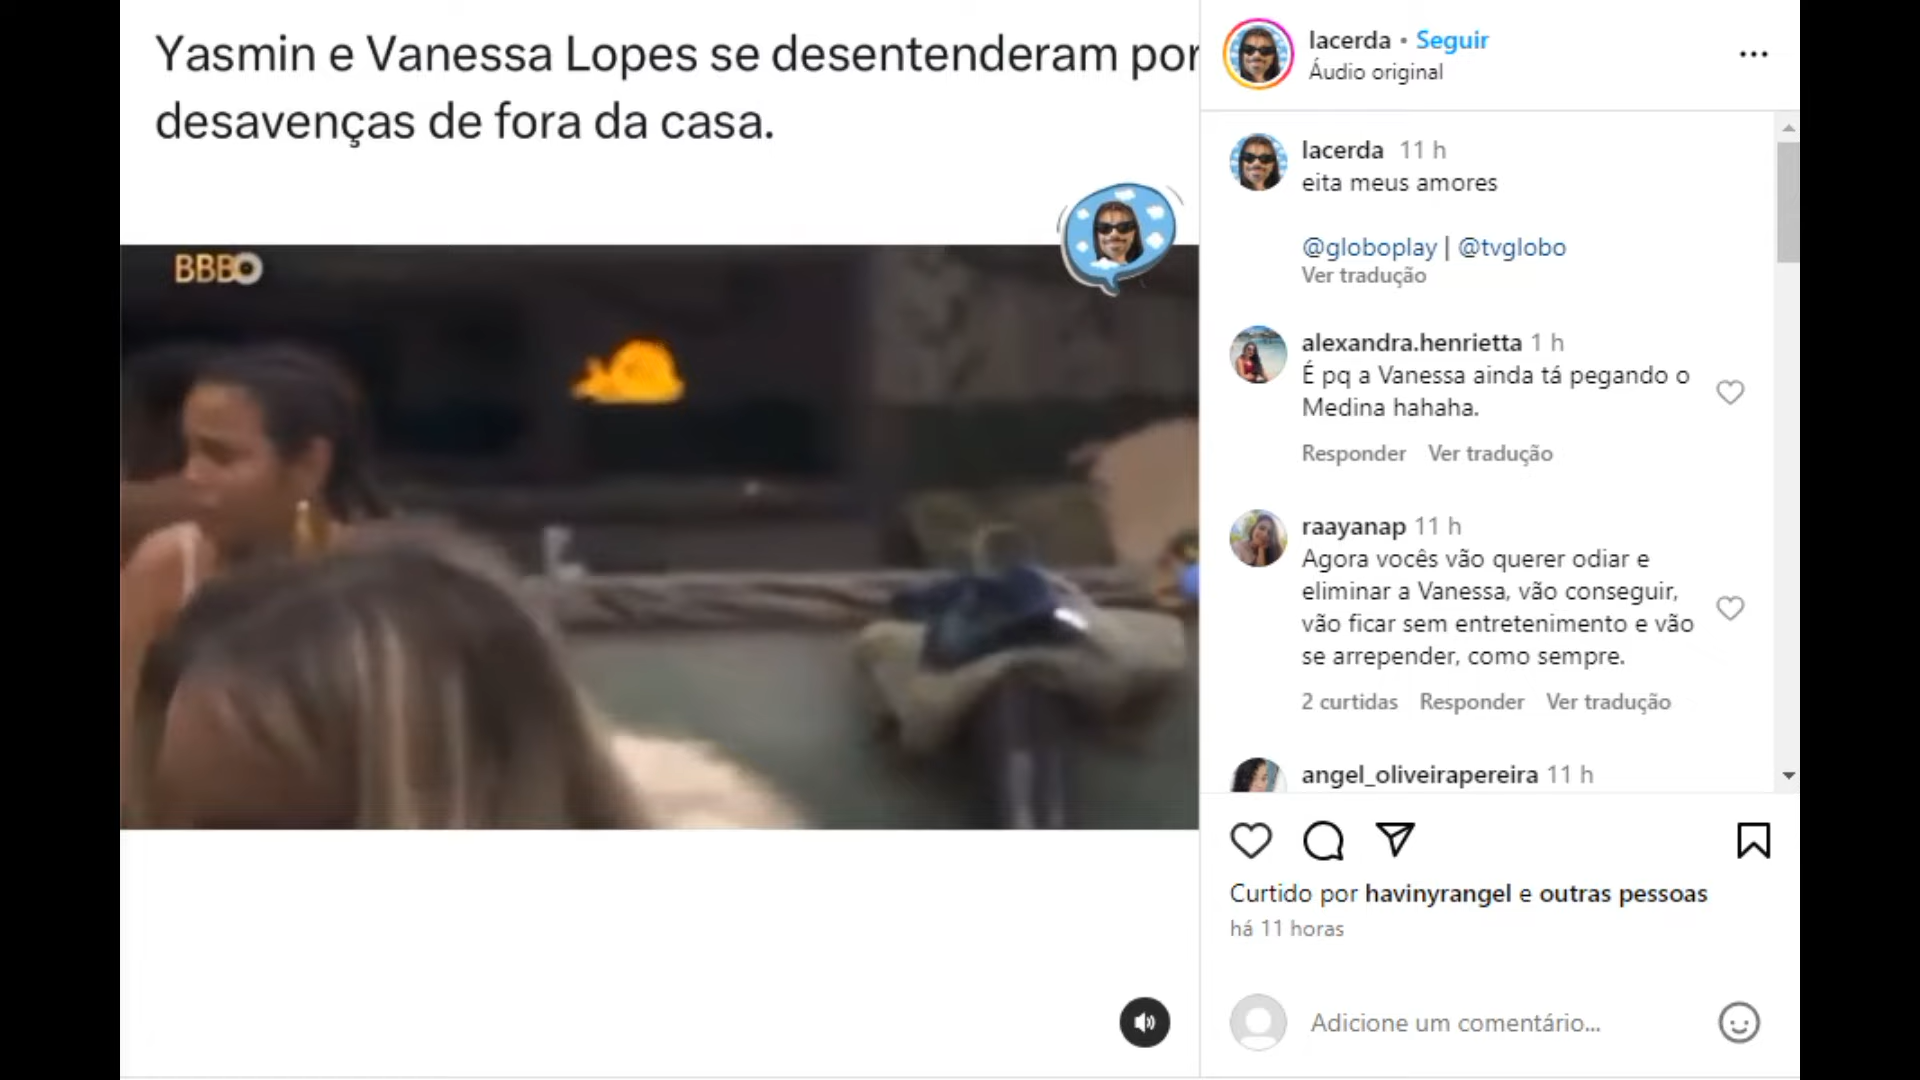 Yasmin e Vanessa Lopes se desentenderam por
desavenças de fora da casa.
BBB
lacerda • Seguir
Áudio original
lacerda 11 h
eita meus amores
@globoplay | @tvglobo
Ver tradução
alexandra.henrietta 1 h
É pq a Vanessa ainda tá pegando o
Medina hahaha.
Responder Ver tradução
raayanap 11 h
Agora vocês vão querer odiar e
eliminar a Vanessa, vão conseguir,
vão ficar sem entretenimento e vão
se arrepender, como sempre.
2 curtidas Responder Ver tradução
angel_oliveirapereira 11 h
Curtido por havinyrangel e outras pessoas
há 11 horas
Adicione um comentário...